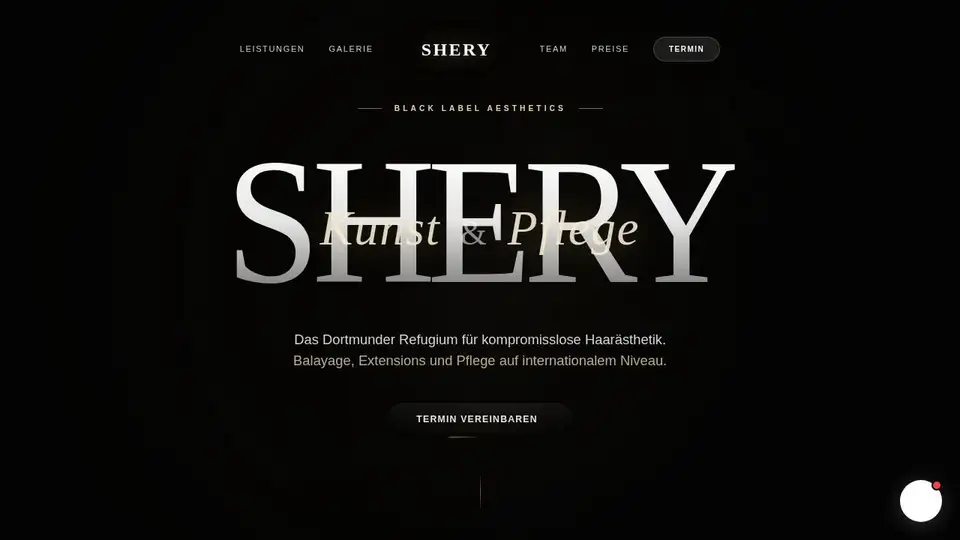 LEISTUNGEN GALERIE SHERY TEAM PREISE TERMIN
BLACK LABEL AESTHETICS
SHERY
Kunst & Pflege
Das Dortmunder Refugium für kompromisslose Haarästhetik.
Balayage, Extensions und Pflege auf internationalem Niveau.
TERMIN VEREINBAREN